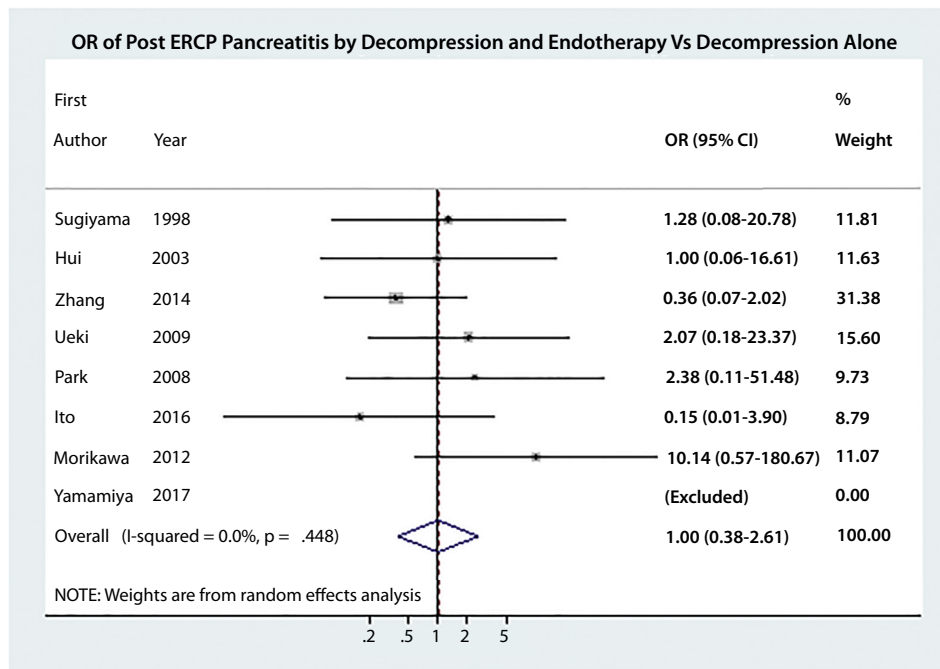 OR of Post ERCP Pancreatitis by Decompression and Endotherapy Vs Decompression Alone
First %
Author Year OR (95% CI) Weight
Sugiyama 1998 1.28 (0.08-20.78) 11.81
Hui 2003 1.00 (0.06-16.61) 11.63
Zhang 2014 0.36 (0.07-2.02) 31.38
Ueki 2009 2.07 (0.18-23.37) 15.60
Park 2008 2.38 (0.11-51.48) 9.73
Ito 2016 0.15 (0.01-3.90) 8.79
Morikawa 2012 10.14 (0.57-180.67) 11.07
Yamamiya 2017 (Excluded) 0.00
Overall (I-squared = 0.0%, p = .448) 1.00 (0.38-2.61) 100.00
NOTE: Weights are from random effects analysis
.2 .5 1 2 5